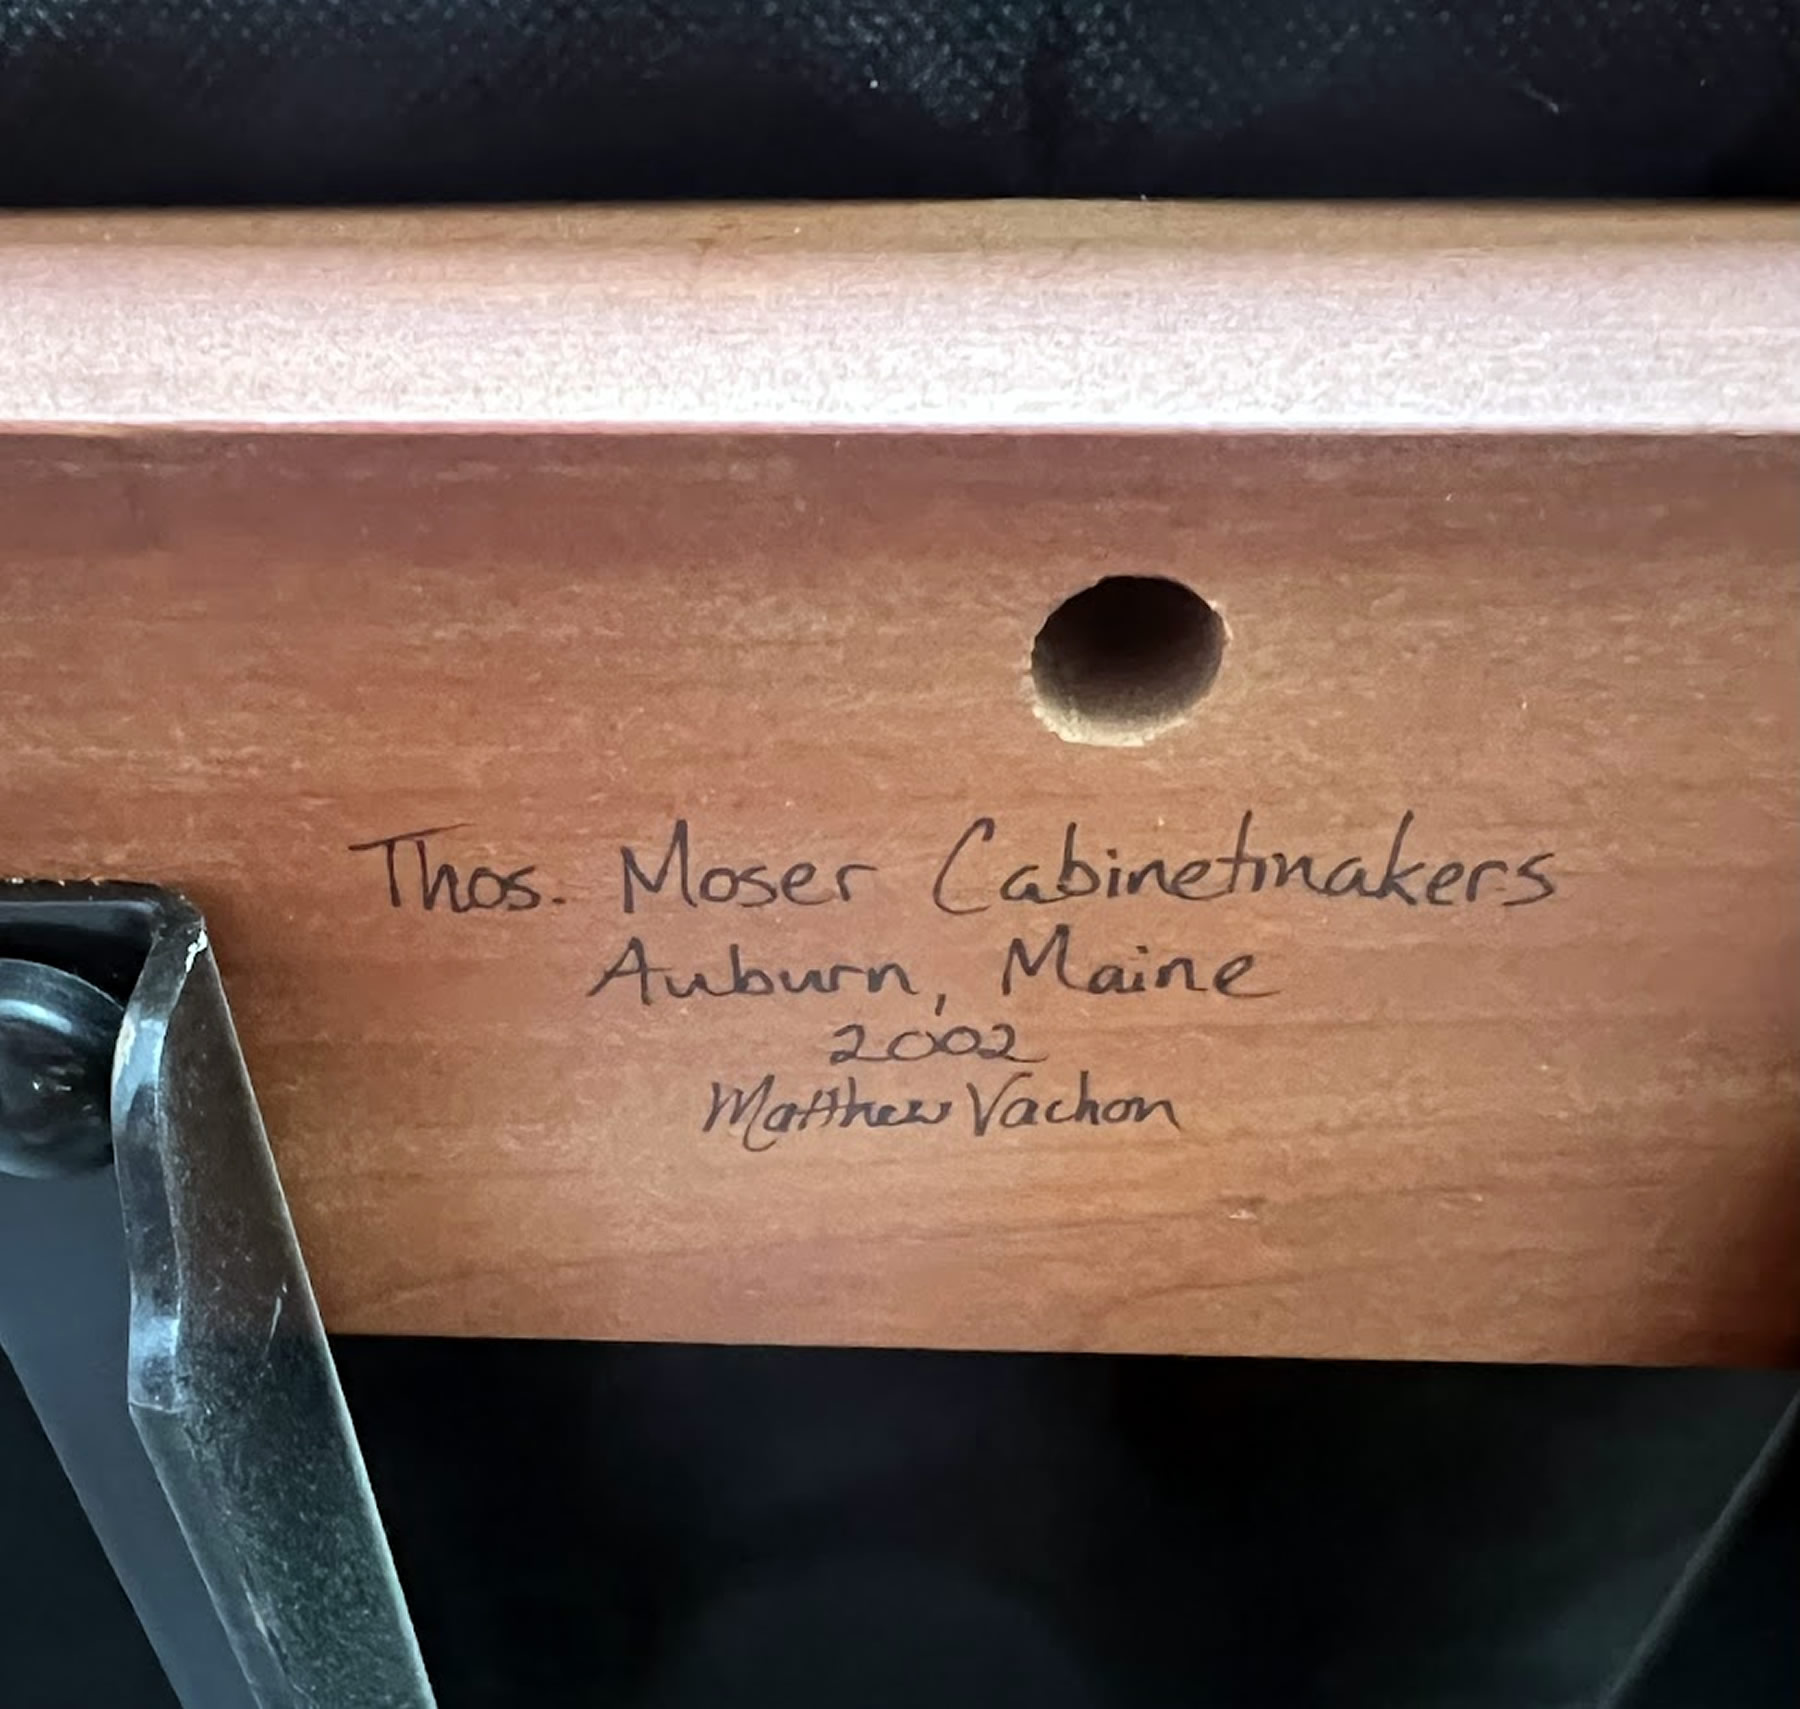 Thos. Moser Cabinetmakers
Auburn, Maine
2002
Matthew Vachon